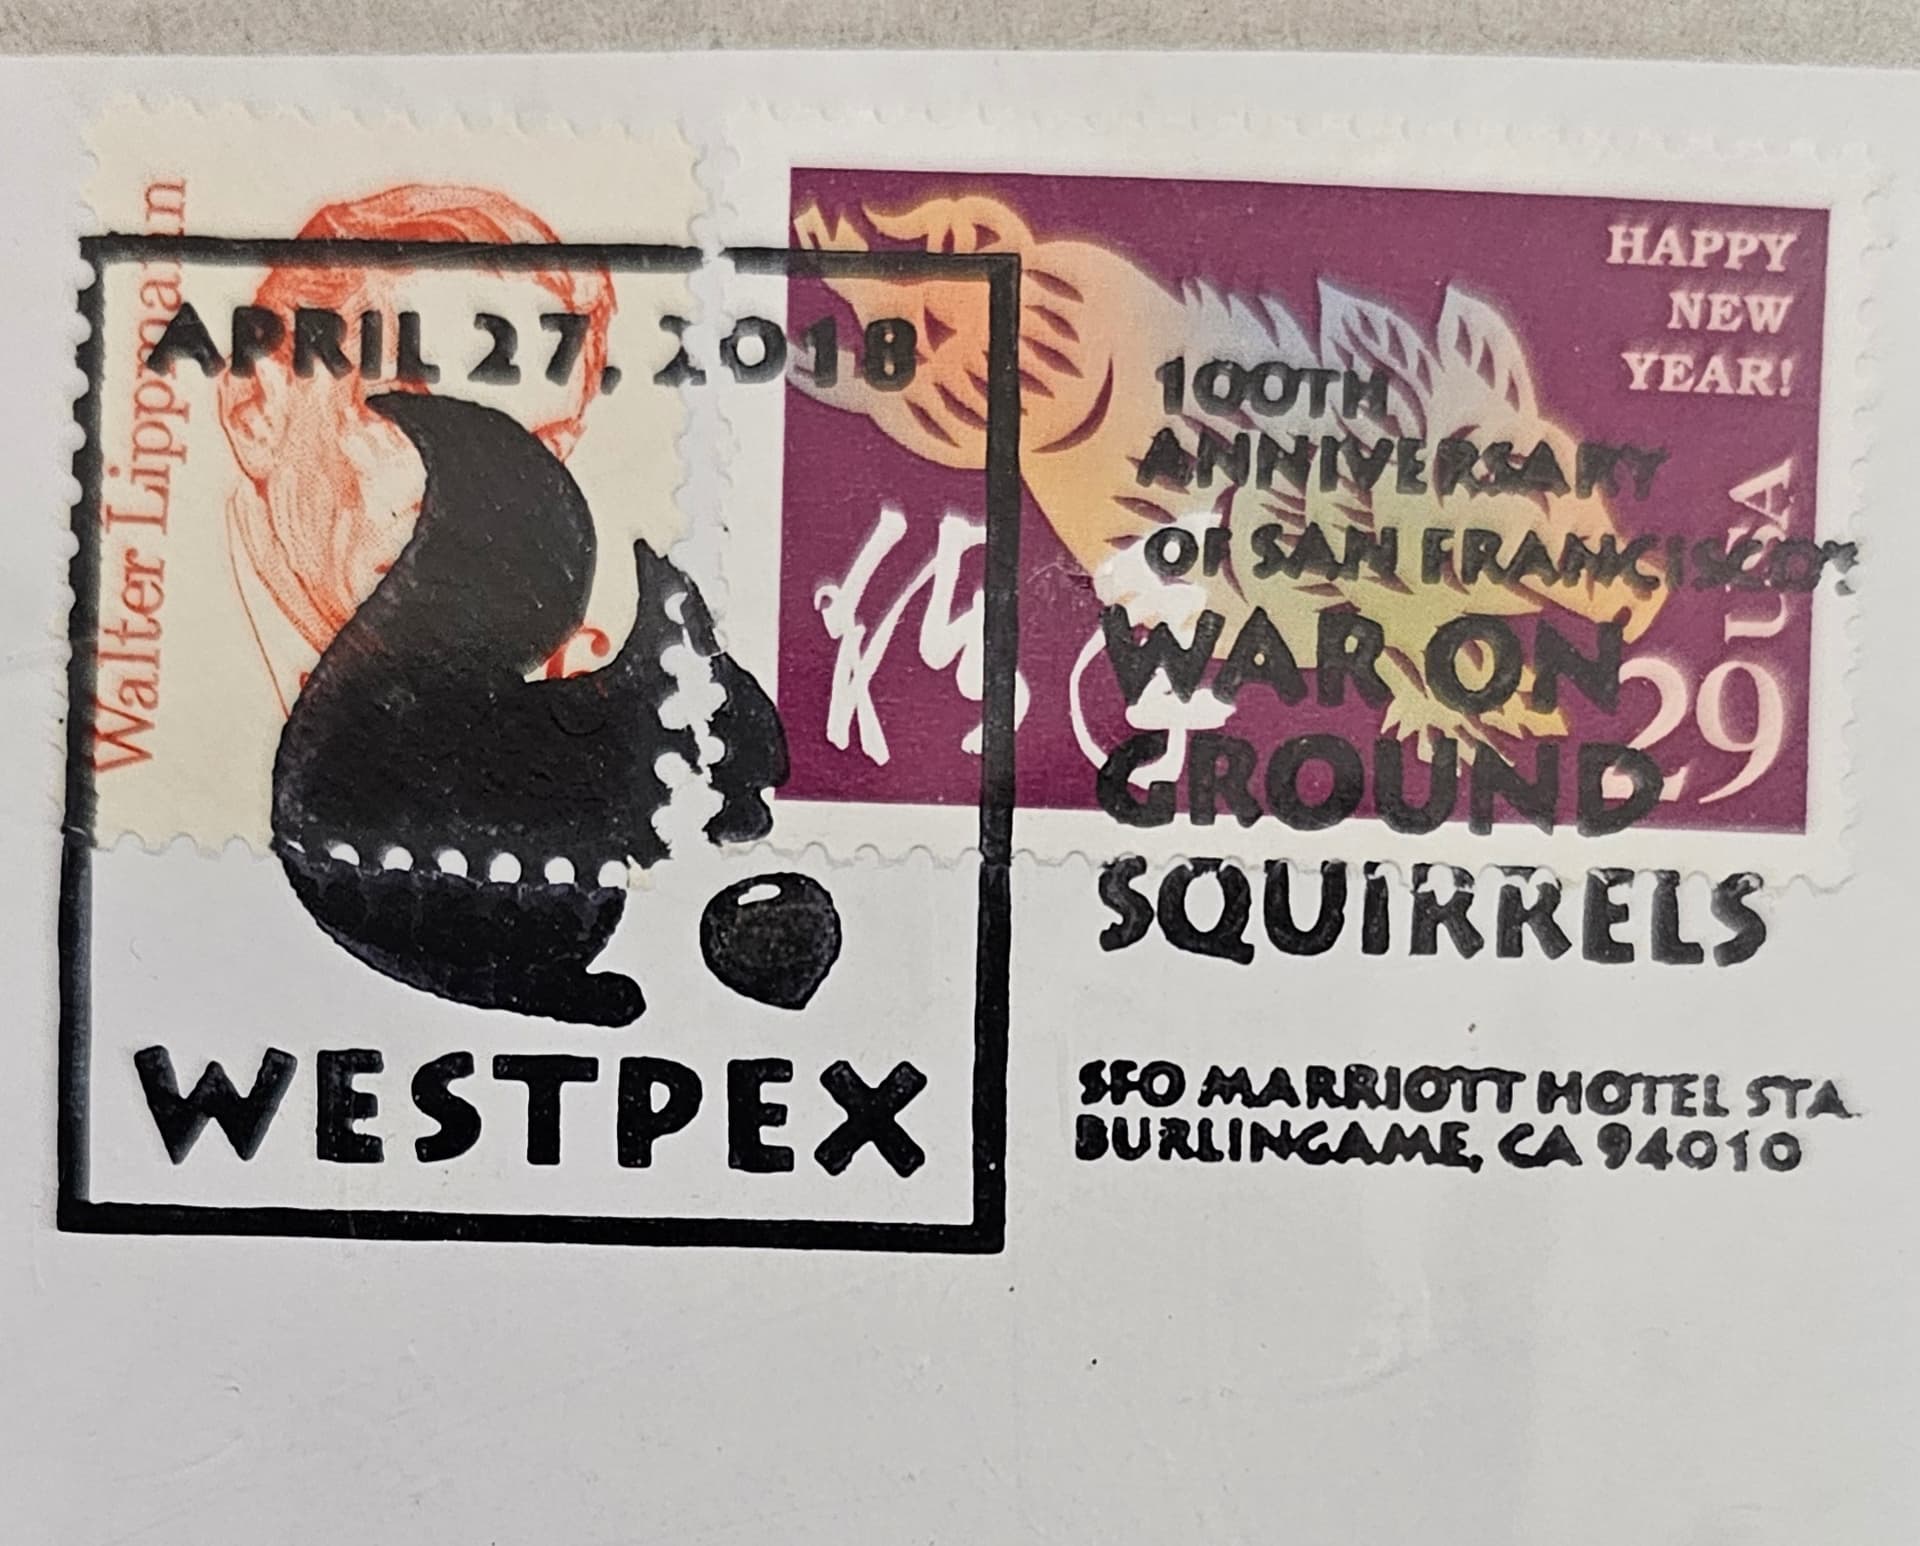 Walter Lippmann
APRIL 27, 2018
WESTPEX
HAPPY
NEW
YEAR!
USA
29
100TH
ANNIVERSARY
OF SAN FRANCISCO'S
WAR ON
GROUND
SQUIRRELS
SFO MARRIOTT HOTEL STA
BURLINGAME, CA 94010